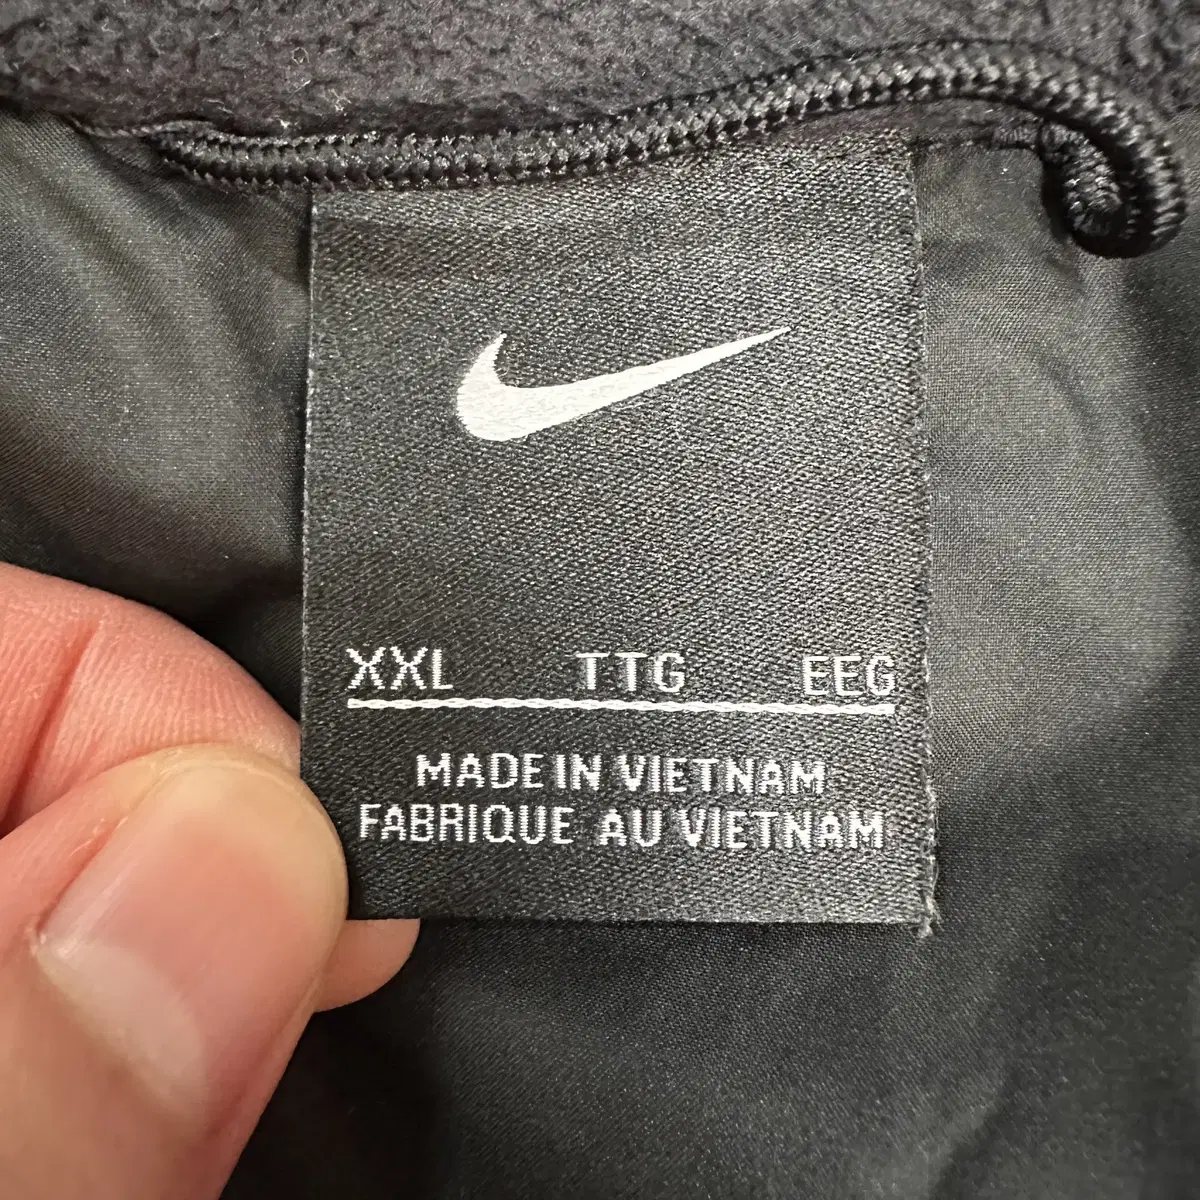 XXL TTG EEG
MADE IN VIETNAM
FABRIQUE AU VIETNAM